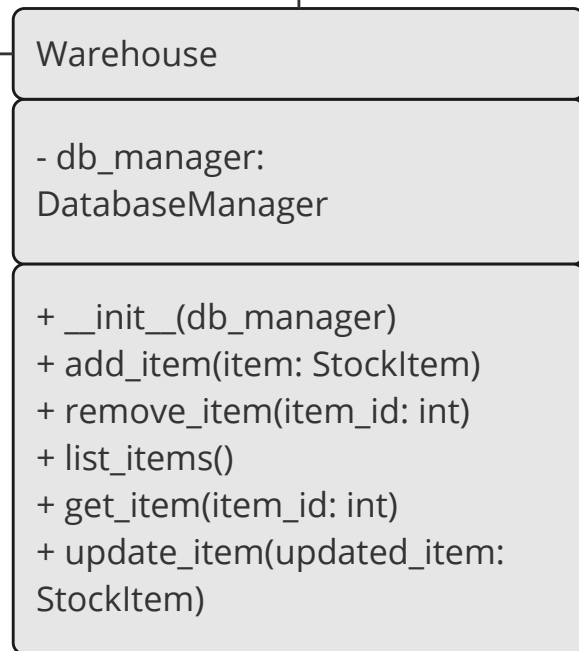 Warehouse
- db_manager:
DatabaseManager
+ __init__(db_manager)
+ add_item(item: StockItem)
+ remove_item(item_id: int)
+ list_items()
+ get_item(item_id: int)
+ update_item(updated_item:
StockItem)